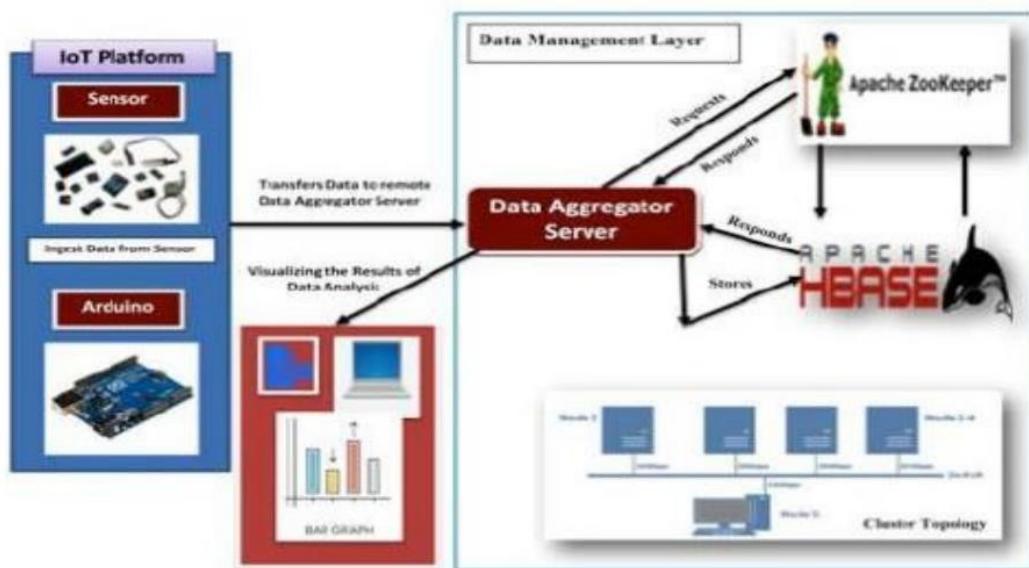 IoT Platform
Sensor
Ingest Data from Sensor
Arduino
Transfers Data to remote
Data Aggregator Server
Visualizing the Results of
Data Analysis
BAR GRAPH
Data Management Layer
Requests
Responds
Apache ZooKeeper™
Data Aggregator
Server
Responds
Stores
APACHE
HBASE
Cluster Topology